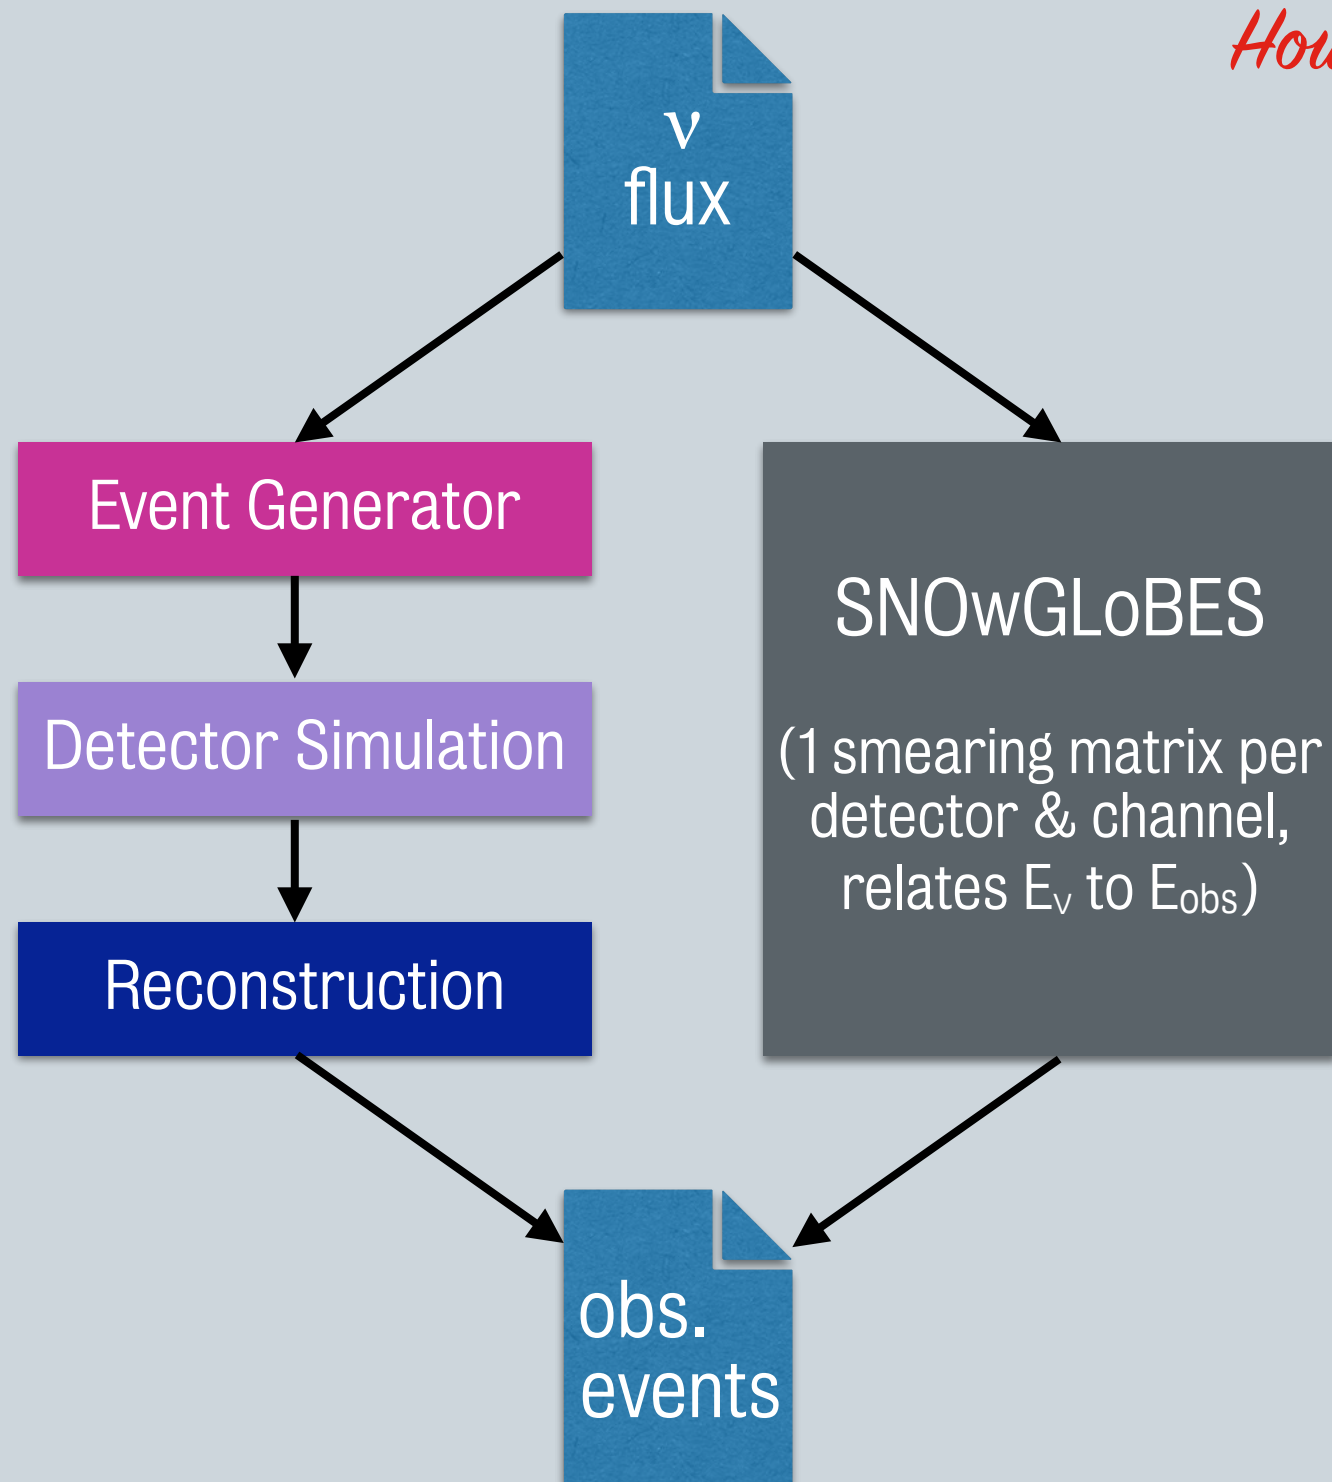 ν
flux
Event Generator
Detector Simulation
Reconstruction
SNOwGLoBES
(1 smearing matrix per
detector & channel,
relates Eν to Eobs)
obs.
events